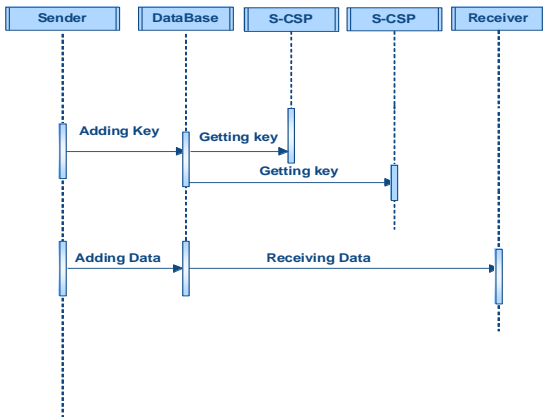 Sender
DataBase
S-CSP
S-CSP
Receiver
Adding Key
Getting key
Getting key
Adding Data
Receiving Data